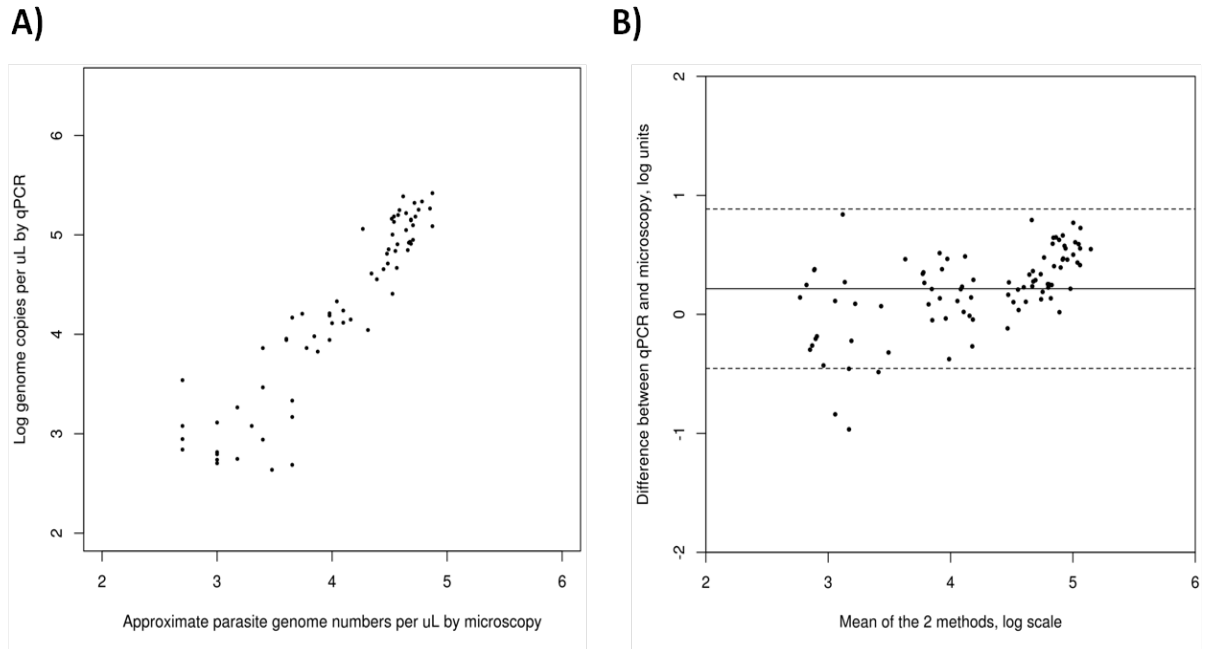 A)
B)
Log genome copies per uL by qPCR
6
5
4
3
2
2 3 4 5 6
Approximate parasite genome numbers per uL by microscopy
Difference between qPCR and microscopy, log units
2
1
0
-1
-2
2 3 4 5 6
Mean of the 2 methods, log scale